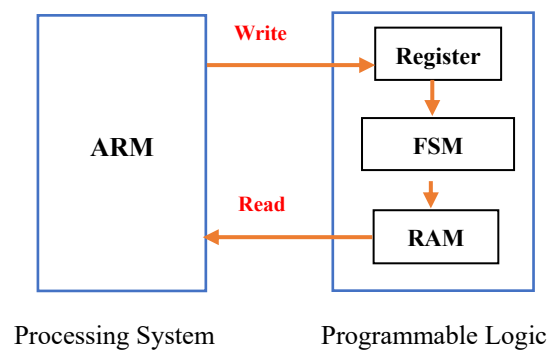 Write
Register
ARM
FSM
Read
RAM
Processing System
Programmable Logic